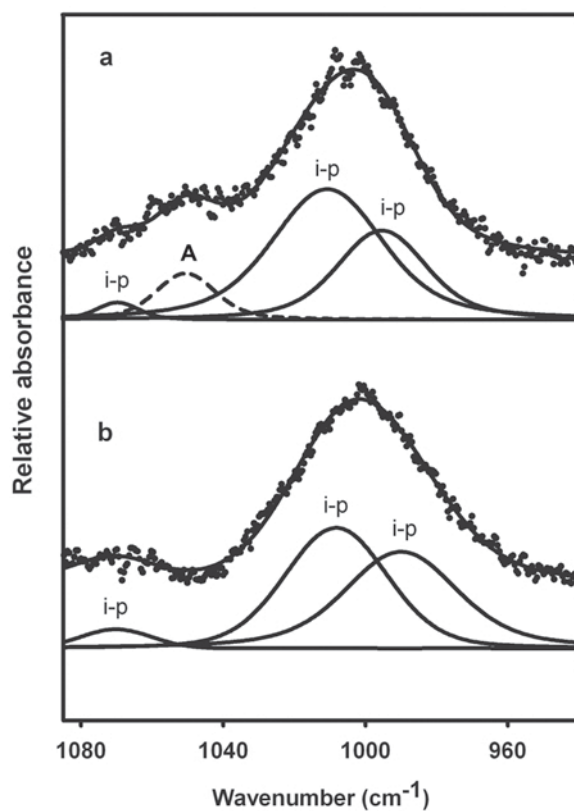 a
i-p
i-p
A
i-p
Relative absorbance
b
i-p
i-p
i-p
1080 1040 1000 960
Wavenumber (cm⁻¹)